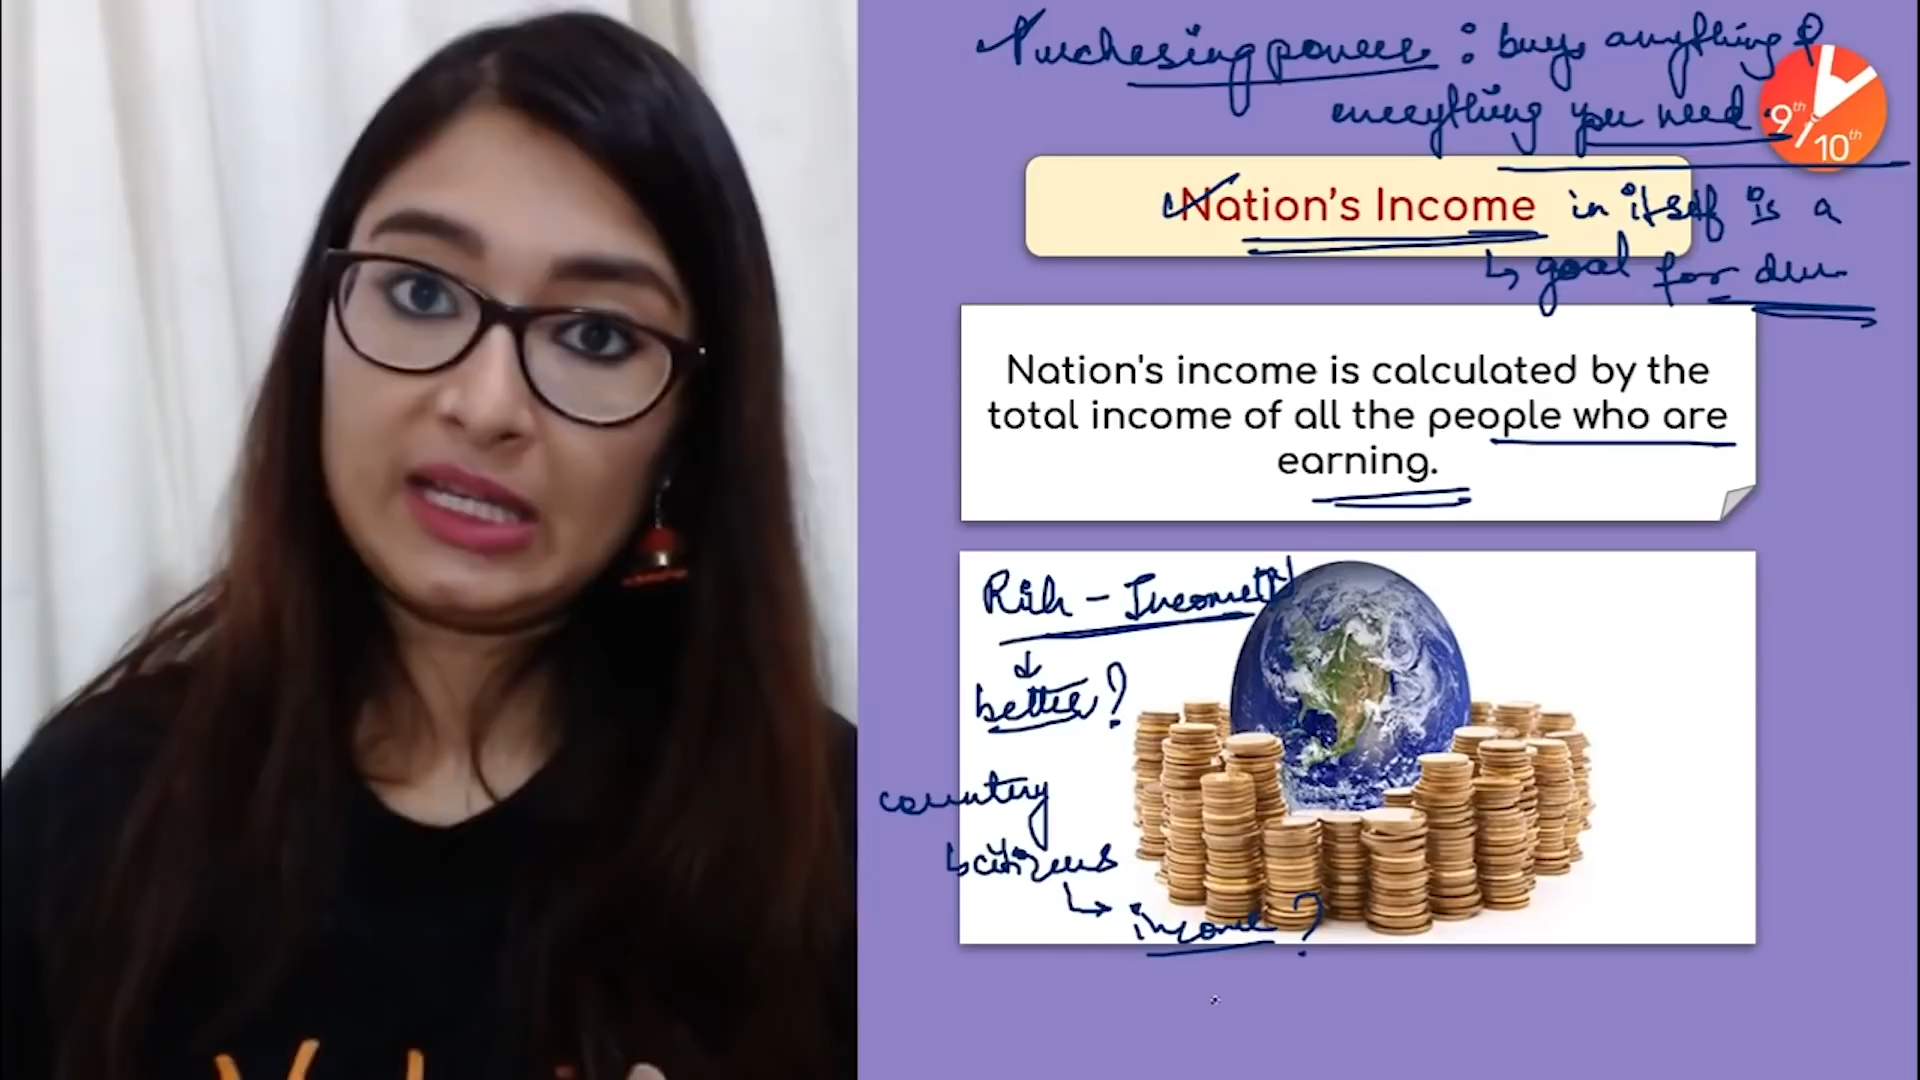 Purchasing power : buy anything &
everything you need.
9th
10th
Nation's Income in itself is a
↳ goal for dev
Nation's income is calculated by the
total income of all the people who are
earning.
Rich - Income
↓
better?
country
↳ citizens
↳ income?